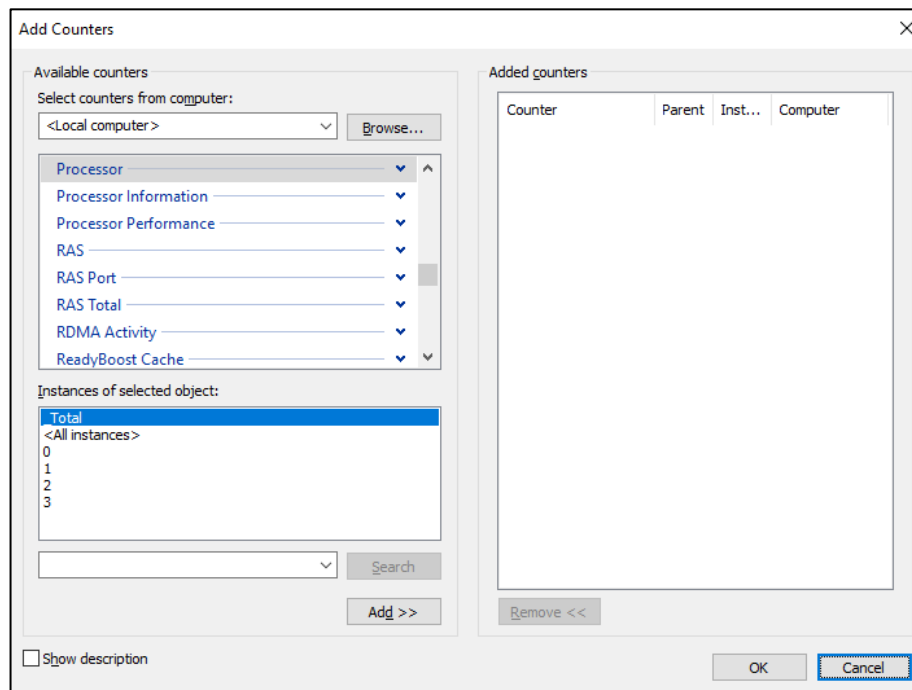 Add Counters
Available counters
Select counters from computer:
<Local computer>
Browse...
Processor
Processor Information
Processor Performance
RAS
RAS Port
RAS Total
RDMA Activity
ReadyBoost Cache
Instances of selected object:
_Total
<All instances>
0
1
2
3
Search
Add >>
Show description
Added counters
Counter Parent Inst... Computer
Remove <<
OK Cancel